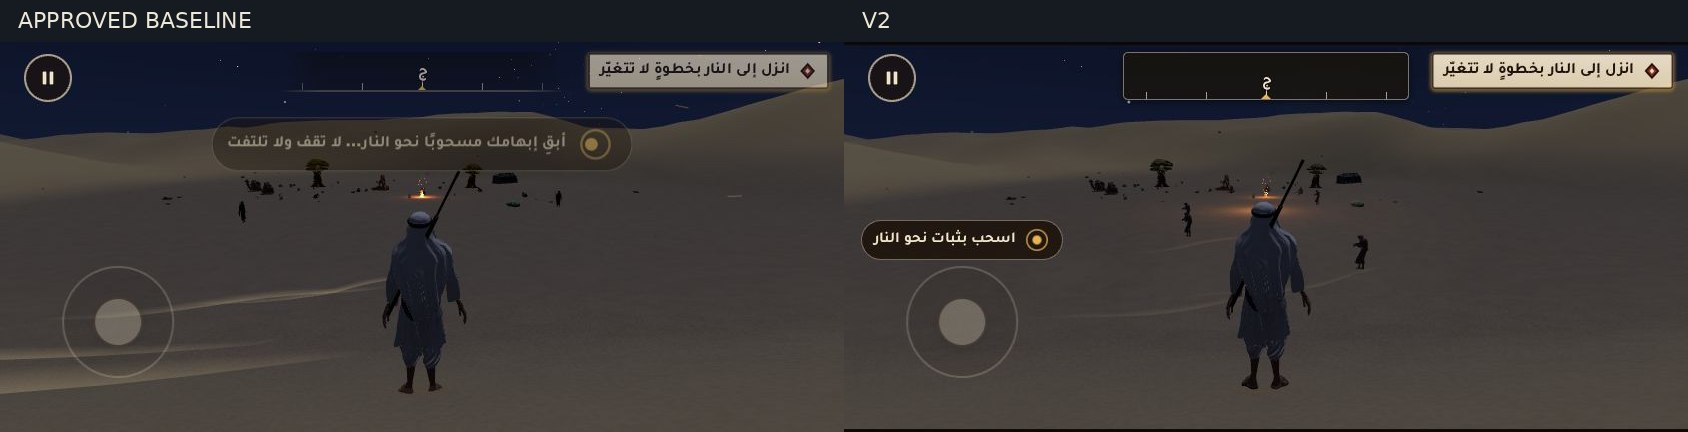 APPROVED BASELINE
ج
انزل إلى النار بخطوةٍ لا تتغيّر
أبقِ إبهامك مسحوبًا نحو النار... لا تقف ولا تلتفت
V2
ج
انزل إلى النار بخطوةٍ لا تتغيّر
اسحب بثبات نحو النار